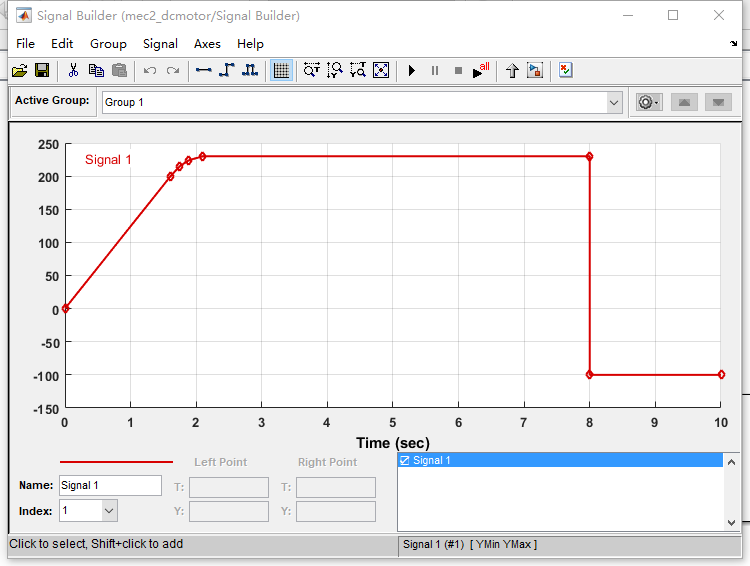 Signal Builder (mec2_dcmotor/Signal Builder)
File Edit Group Signal Axes Help
all
Active Group: Group 1
250
200
150
100
50
0
-50
-100
-150
Signal 1
0 1 2 3 4 5 6 7 8 9 10
Time (sec)
Left Point Right Point
Name: Signal 1 T: T:
Index: 1 Y: Y:
Signal 1
Click to select, Shift+click to add
Signal 1 (#1) [ YMin YMax ]